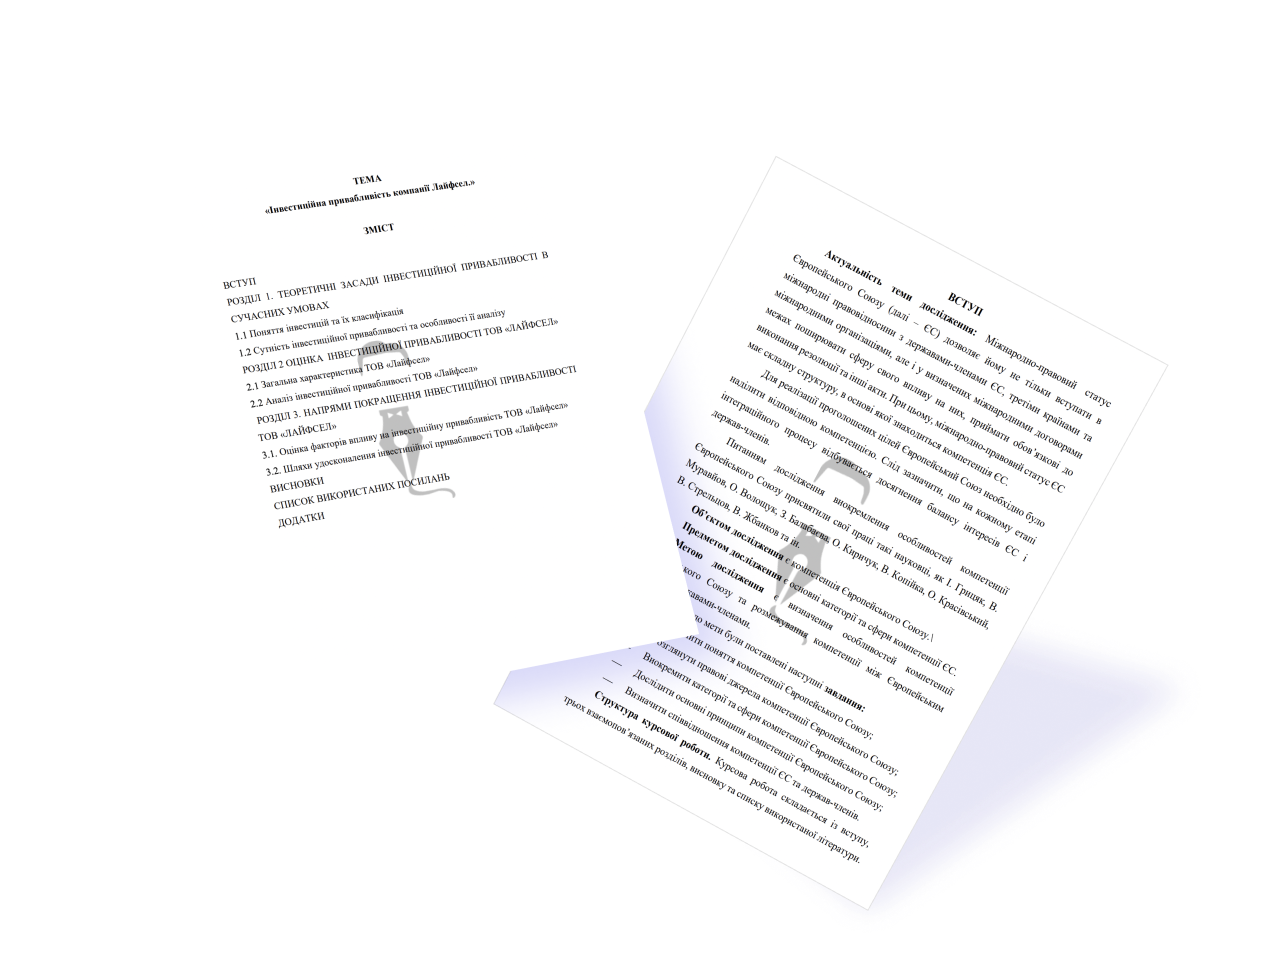 ТЕМА
«Інвестиційна привабливість компанії Лайфсел.»
ЗМІСТ
ВСТУП
РОЗДІЛ 1. ТЕОРЕТИЧНІ ЗАСАДИ ІНВЕСТИЦІЙНОЇ ПРИВАБЛИВОСТІ В
СУЧАСНИХ УМОВАХ
1.1 Поняття інвестицій та їх класифікація
1.2 Сутність інвестиційної привабливості та особливості її аналізу
РОЗДІЛ 2 ОЦІНКА ІНВЕСТИЦІЙНОЇ ПРИВАБЛИВОСТІ ТОВ «ЛАЙФСЕЛ»
2.1 Загальна характеристика ТОВ «Лайфсел»
2.2 Аналіз інвестиційної привабливості ТОВ «Лайфсел»
РОЗДІЛ 3. НАПРЯМИ ПОКРАЩЕННЯ ІНВЕСТИЦІЙНОЇ ПРИВАБЛИВОСТІ
ТОВ «ЛАЙФСЕЛ»
3.1. Оцінка факторів впливу на інвестиційну привабливість ТОВ «Лайфсел»
3.2. Шляхи удосконалення інвестиційної привабливості ТОВ «Лайфсел»
ВИСНОВКИ
СПИСОК ВИКОРИСТАНИХ ПОСИЛАНЬ
ДОДАТКИ
ВСТУП
Актуальність теми дослідження: Міжнародно-правовий статус
Європейського Союзу (далі – ЄС) дозволяє йому не тільки вступати в
міжнародні правовідносини з державами-членами ЄС, третіми країнами та
міжнародними організаціями, але і у визначених міжнародними договорами
межах поширювати сферу свого впливу на них, приймати обов'язкові до
виконання резолюції та інші акти. При цьому, міжнародно-правовий статус ЄС
має складну структуру, в основі якої знаходиться компетенція ЄС.
Для реалізації проголошених цілей Європейський Союз необхідно було
наділити відповідною компетенцією. Слід зазначити, що на кожному етапі
інтеграційного процесу відбувається досягнення балансу інтересів ЄС і
держав-членів.
Питанням дослідження виокремлення особливостей компетенції
Європейського Союзу присвятили свої праці такі науковці, як І. Грицяк, В.
Муравйов, О. Волощук, З. Балабаєва, О. Киричук, В. Копійка, О. Красівський,
В. Стрельцов, В. Жбанков та ін.
Об'єктом дослідження є компетенція Європейського Союзу.\
Предметом дослідження є основні категорії та сфери компетенції ЄС.
Метою дослідження є визначення особливостей компетенції
кого Союзу та розмежування компетенції між Європейським
авами-членами.
до мети були поставлені наступні завдання:
ити поняття компетенції Європейського Союзу;
озглянути правові джерела компетенції Європейського Союзу;
Виокремити категорії та сфери компетенції Європейського Союзу;
— Дослідити основні принципи компетенції Європейського Союзу;
— Визначити співвідношення компетенції ЄС та держав-членів.
Структура курсової роботи. Курсова робота складається із вступу,
трьох взаємопов'язаних розділів, висновку та списку використаної літератури.